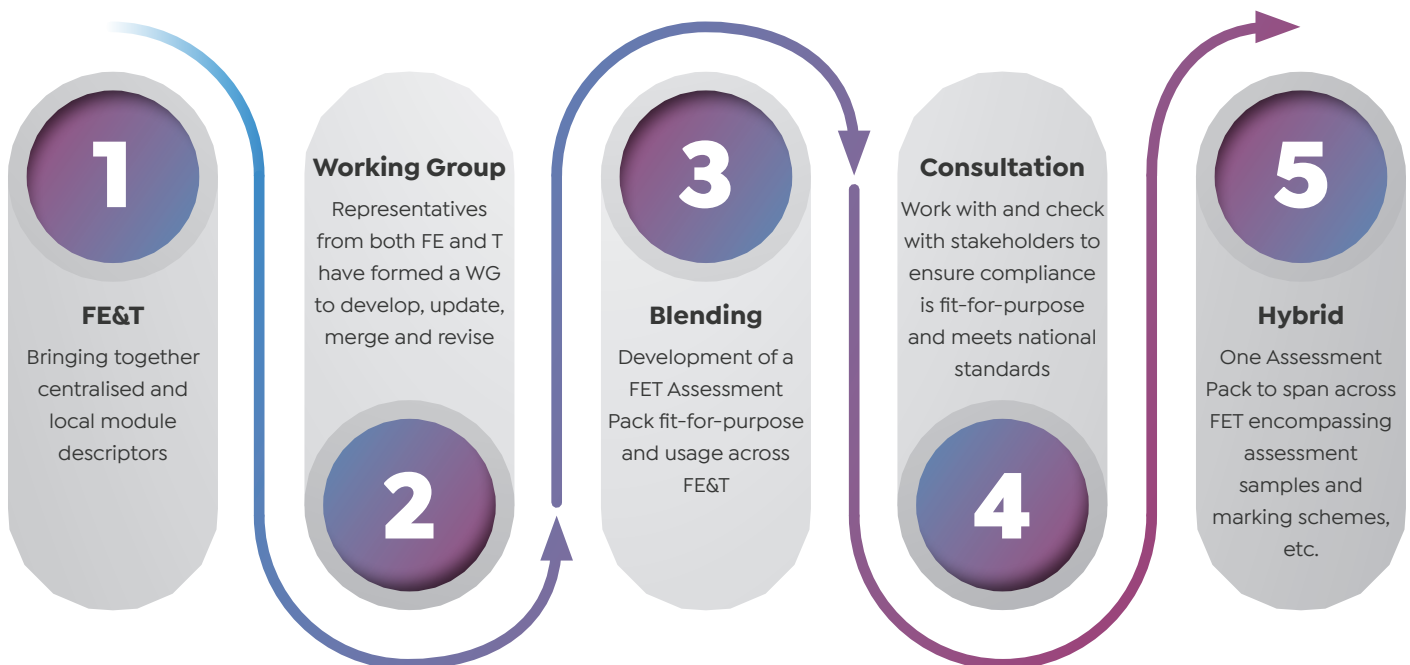 1
FE&T
Bringing together
centralised and
local module
descriptors
Working Group
Representatives
from both FE and T
have formed a WG
to develop, update,
merge and revise
2
3
Blending
Development of a
FET Assessment
Pack fit-for-purpose
and usage across
FE&T
Consultation
Work with and check
with stakeholders to
ensure compliance
is fit-for-purpose
and meets national
standards
4
5
Hybrid
One Assessment
Pack to span across
FET encompassing
assessment
samples and
marking schemes,
etc.